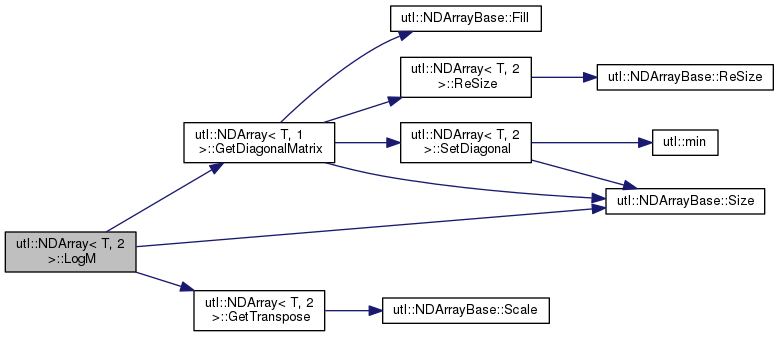 utl::NDArrayBase::Fill
utl::NDArray< T, 2
>::ReSize
utl::NDArrayBase::ReSize
utl::NDArray< T, 1
>::GetDiagonalMatrix
utl::NDArray< T, 2
>::SetDiagonal
utl::min
utl::NDArrayBase::Size
utl::NDArray< T, 2
>::LogM
utl::NDArray< T, 2
>::GetTranspose
utl::NDArrayBase::Scale